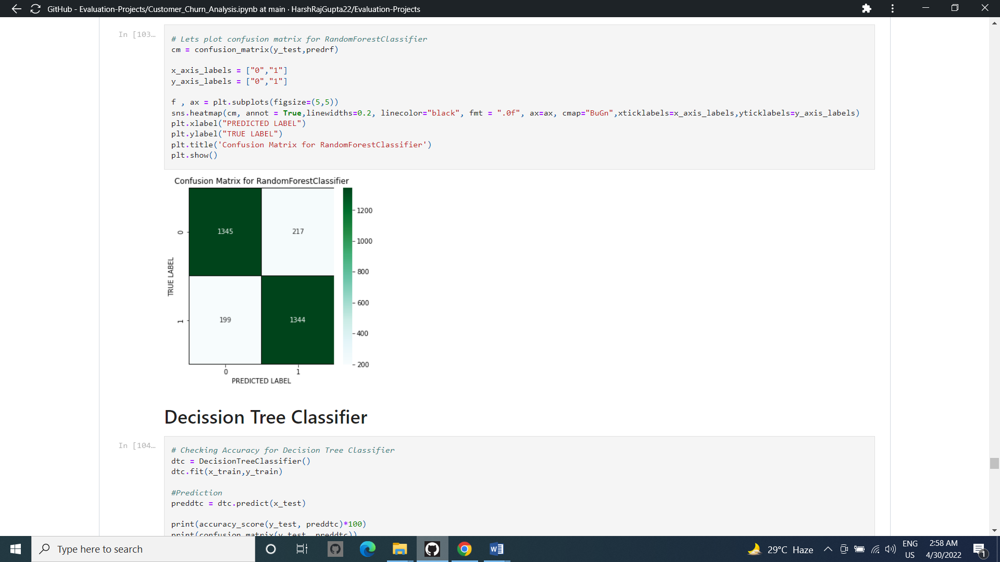 GitHub - Evaluation-Projects/Customer_Churn_Analysis.ipynb at main · HarshRajGupta22/Evaluation-Projects
In [103…
# Lets plot confusion matrix for RandomForestClassifier
cm = confusion_matrix(y_test,predrf)
x_axis_labels = ["0","1"]
y_axis_labels = ["0","1"]
f , ax = plt.subplots(figsize=(5,5))
sns.heatmap(cm, annot = True,linewidths=0.2, linecolor="black", fmt = ".0f", ax=ax, cmap="BuGn",xticklabels=x_axis_labels,yticklabels=y_axis_labels)
plt.xlabel("PREDICTED LABEL")
plt.ylabel("TRUE LABEL")
plt.title('Confusion Matrix for RandomForestClassifier')
plt.show()
Confusion Matrix for RandomForestClassifier
1345
217
199
1344
0
1
TRUE LABEL
0
1
PREDICTED LABEL
1200
1000
800
600
400
200
Decission Tree Classifier
In [104…
# Checking Accuracy for Decision Tree Classifier
dtc = DecisionTreeClassifier()
dtc.fit(x_train,y_train)
#Prediction
preddtc = dtc.predict(x_test)
print(accuracy_score(y_test, preddtc)*100)
print(confusion_matrix(y_test, preddtc))
Type here to search
29°C Haze
ENG
US
2:58 AM
4/30/2022
1